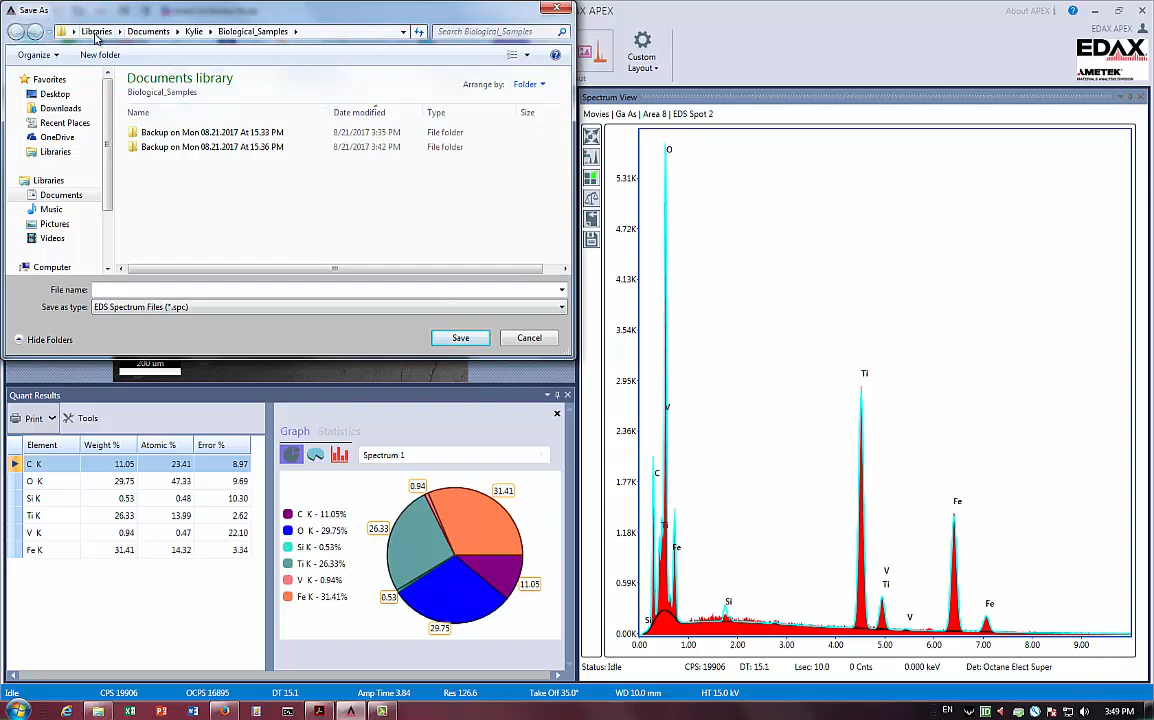 Save As
APEX
About APEX
EDAX APEX
Libraries Documents Kylie Biological_Samples
Search Biological_Samples
Organize
New folder
Custom
Layout
EDAX
AMETEK
MATERIALS ANALYSIS DIVISION
Favorites
Desktop
Downloads
Recent Places
OneDrive
Libraries
Libraries
Documents
Music
Pictures
Videos
Computer
Documents library
Biological_Samples
Arrange by: Folder
Name Date modified Type Size
Backup on Mon 08.21.2017 At 15.33 PM 8/21/2017 3:35 PM File folder
Backup on Mon 08.21.2017 At 15.36 PM 8/21/2017 3:42 PM File folder
File name:
Save as type: EDS Spectrum Files (*.spc)
Hide Folders
Save
Cancel
200 um
Spectrum View
Movies | Ga As | Area 8 | EDS Spot 2
5.31K
4.72K
4.13K
3.54K
2.95K
2.36K
1.77K
1.18K
0.59K
0.00K
O
V
C
Ti
Fe
Si
Si
Ti
V
Ti
V
Fe
Fe
0.00 1.00 2.00 3.00 4.00 5.00 6.00 7.00 8.00 9.00
Status: Idle CPS: 19906 DT: 15.1 Lsec: 10.0 0 Cnts 0.000 keV Det: Octane Elect Super
Quant Results
Print Tools
Element Weight % Atomic % Error %
C K 11.05 23.41 8.97
O K 29.75 47.33 9.69
Si K 0.53 0.48 10.30
Ti K 26.33 13.99 2.62
V K 0.94 0.47 22.10
Fe K 31.41 14.32 3.34
Graph Statistics
Spectrum 1
C K - 11.05%
O K - 29.75%
Si K - 0.53%
Ti K - 26.33%
V K - 0.94%
Fe K - 31.41%
0.94
31.41
26.33
11.05
0.53
29.75
Idle CPS 19906 OCPS 16895 DT 15.1 Amp Time 3.84 Res 126.6 Take Off 35.0° WD 10.0 mm HT 15.0 kV
EN
3:49 PM